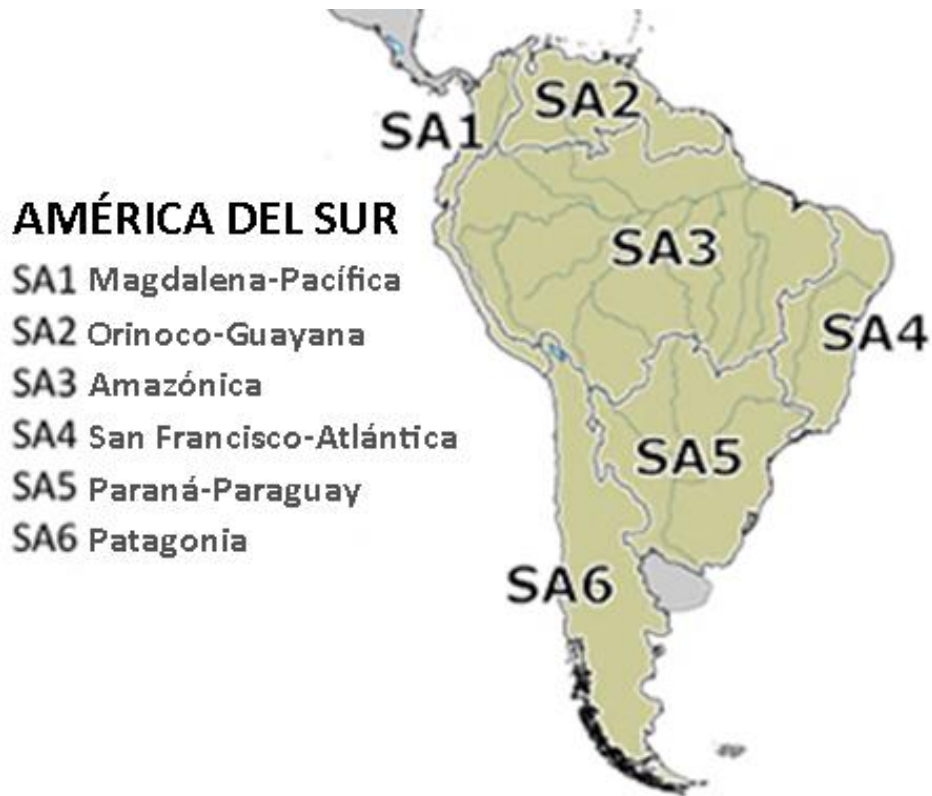 AMÉRICA DEL SUR
SA1 Magdalena-Pacífica
SA2 Orinoco-Guayana
SA3 Amazónica
SA4 San Francisco-Atlántica
SA5 Paraná-Paraguay
SA6 Patagonia
SA1
SA2
SA3
SA4
SA5
SA6